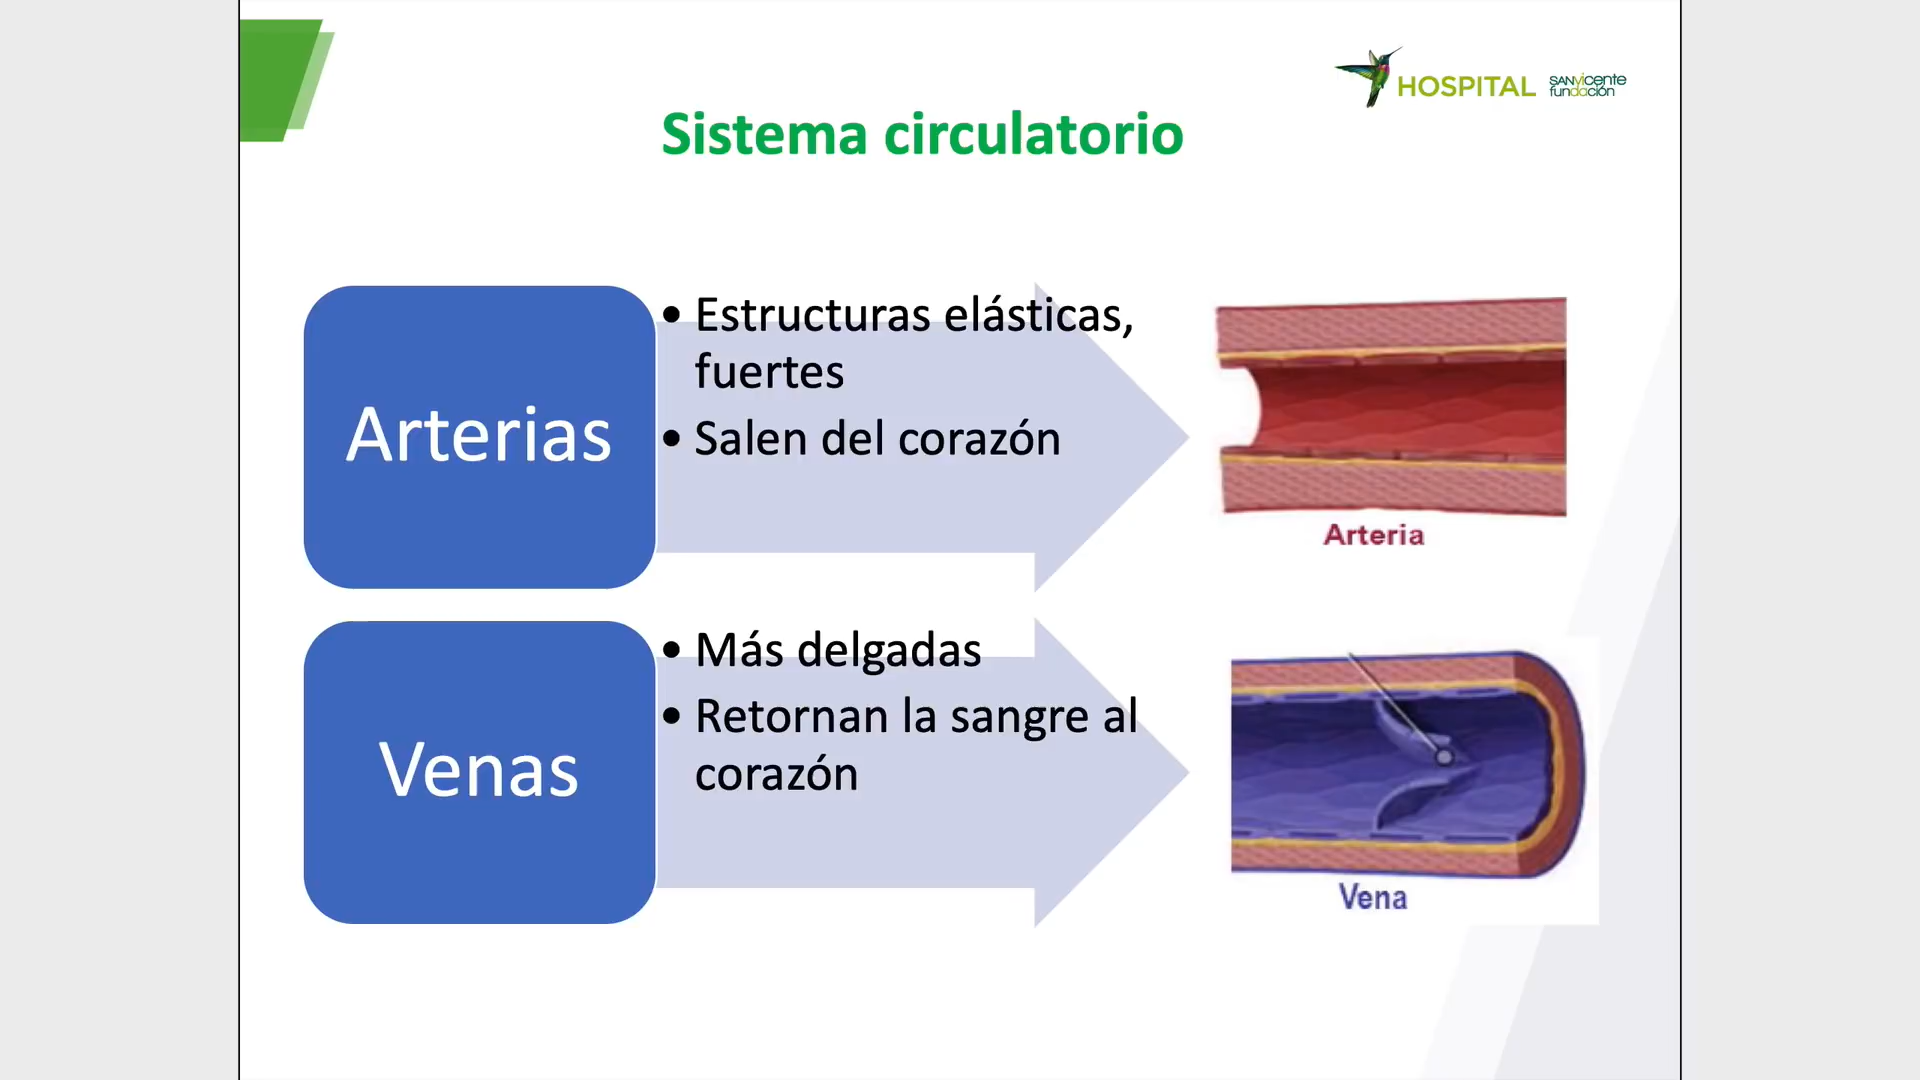 HOSPITAL SANVICENTE
fundación
Sistema circulatorio
Arterias
• Estructuras elásticas,
fuertes
• Salen del corazón
Arteria
Venas
• Más delgadas
• Retornan la sangre al
corazón
Vena